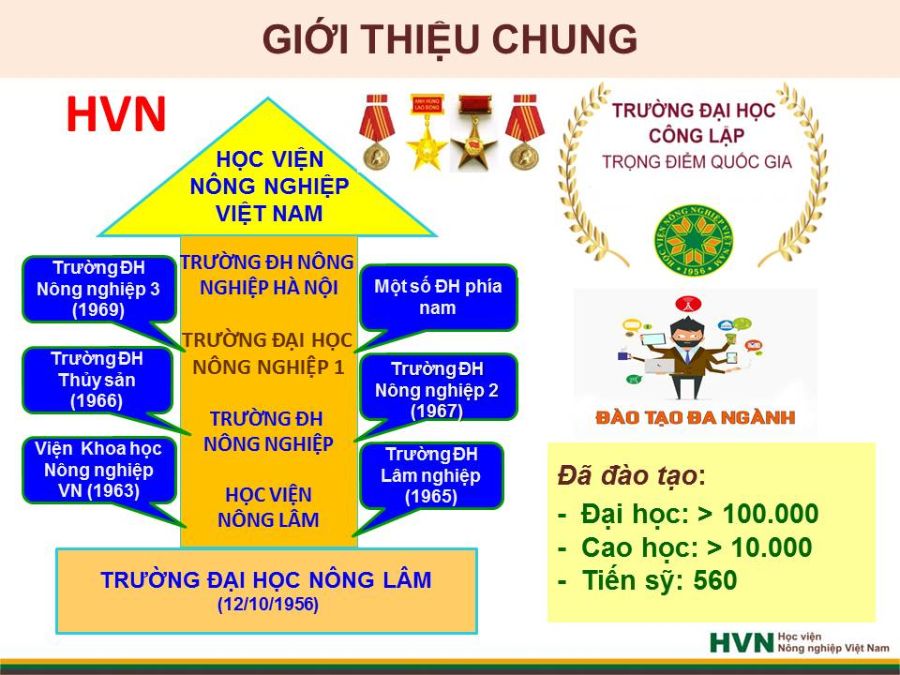 GIỚI THIỆU CHUNG
HVN
HỌC VIỆN
NÔNG NGHIỆP
VIỆT NAM
ANH HÙNG
LAO ĐỘNG
TRƯỜNG ĐẠI HỌC
CÔNG LẬP
TRỌNG ĐIỂM QUỐC GIA
HỌC VIỆN NÔNG NGHIỆP VIỆT NAM
1956
TRƯỜNG ĐH NÔNG
NGHIỆP HÀ NỘI
TRƯỜNG ĐẠI HỌC
NÔNG NGHIỆP 1
TRƯỜNG ĐH
NÔNG NGHIỆP
HỌC VIỆN
NÔNG LÂM
Trường ĐH
Nông nghiệp 3
(1969)
Trường ĐH
Thủy sản
(1966)
Viện Khoa học
Nông nghiệp
VN (1963)
Một số ĐH phía
nam
Trường ĐH
Nông nghiệp 2
(1967)
Trường ĐH
Lâm nghiệp
(1965)
TRƯỜNG ĐẠI HỌC NÔNG LÂM
(12/10/1956)
ĐÀO TẠO ĐA NGÀNH
Đã đào tạo:
- Đại học: > 100.000
- Cao học: > 10.000
- Tiến sỹ: 560
HVN
Học viện
Nông nghiệp Việt Nam